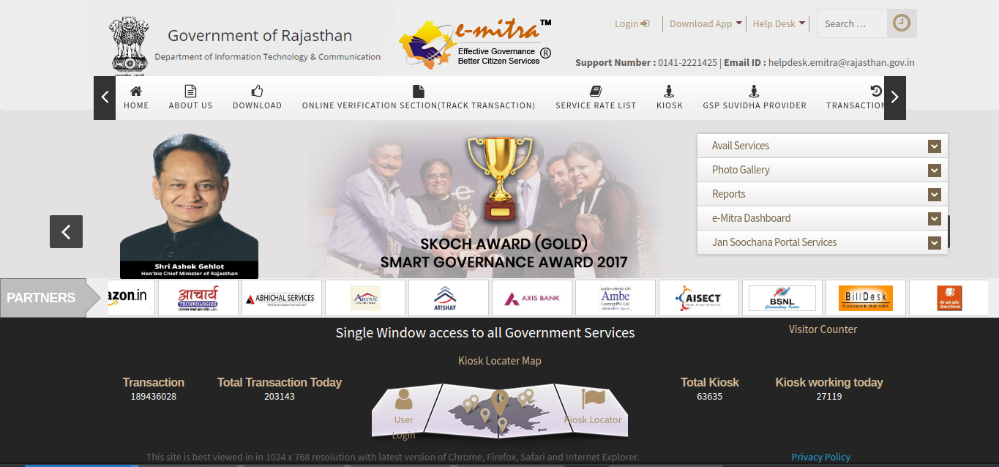 Government of Rajasthan
Department of Information Technology & Communication
e-mitra™
Effective Governance
Better Citizen Services ®
Login
Download App
Help Desk
Search …
Support Number : 0141-2221425 | Email ID : helpdesk.emitra@rajasthan.gov.in
HOME
ABOUT US
DOWNLOAD
ONLINE VERIFICATION SECTION(TRACK TRANSACTION)
SERVICE RATE LIST
KIOSK
GSP SUVIDHA PROVIDER
TRANSACTION
Shri Ashok Gehlot
Hon'ble Chief Minister of Rajasthan
SKOCH AWARD (GOLD)
SMART GOVERNANCE AWARD 2017
Avail Services
Photo Gallery
Reports
e-Mitra Dashboard
Jan Soochana Portal Services
PARTNERS
azon.in
आचार्य
TECHNOLOGIES
ABHICHAL SERVICES
ARYAN
ATISHAY
AXIS BANK
Ambe
AISECT
BSNL
Connecting India
BillDesk
Single Window access to all Government Services
Visitor Counter
Kiosk Locater Map
Transaction
189436028
Total Transaction Today
203143
User
Login
Kiosk Locator
Total Kiosk
63635
Kiosk working today
27119
This site is best viewed in in 1024 x 768 resolution with latest version of Chrome, Firefox, Safari and Internet Explorer.
Privacy Policy